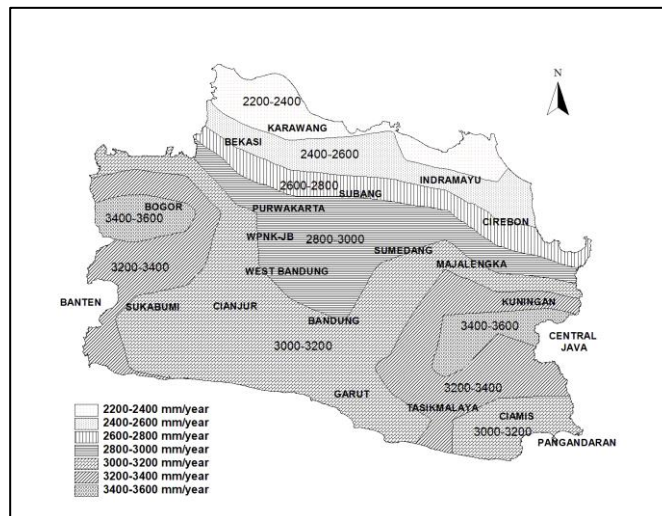 N
2200-2400
KARAWANG
BEKASI
2400-2600
INDRAMAYU
2600-2800
SUBANG
BOGOR
PURWAKARTA
3400-3600
CIREBON
WPNK-JB
2800-3000
SUMEDANG
MAJALENGKA
3200-3400
WEST BANDUNG
BANTEN
SUKABUMI
CIANJUR
KUNINGAN
BANDUNG
3400-3600
CENTRAL
JAVA
3000-3200
3200-3400
GARUT
TASIKMALAYA
CIAMIS
3000-3200
PANGANDARAN
2200-2400 mm/year
2400-2600 mm/year
2600-2800 mm/year
2800-3000 mm/year
3000-3200 mm/year
3200-3400 mm/year
3400-3600 mm/year